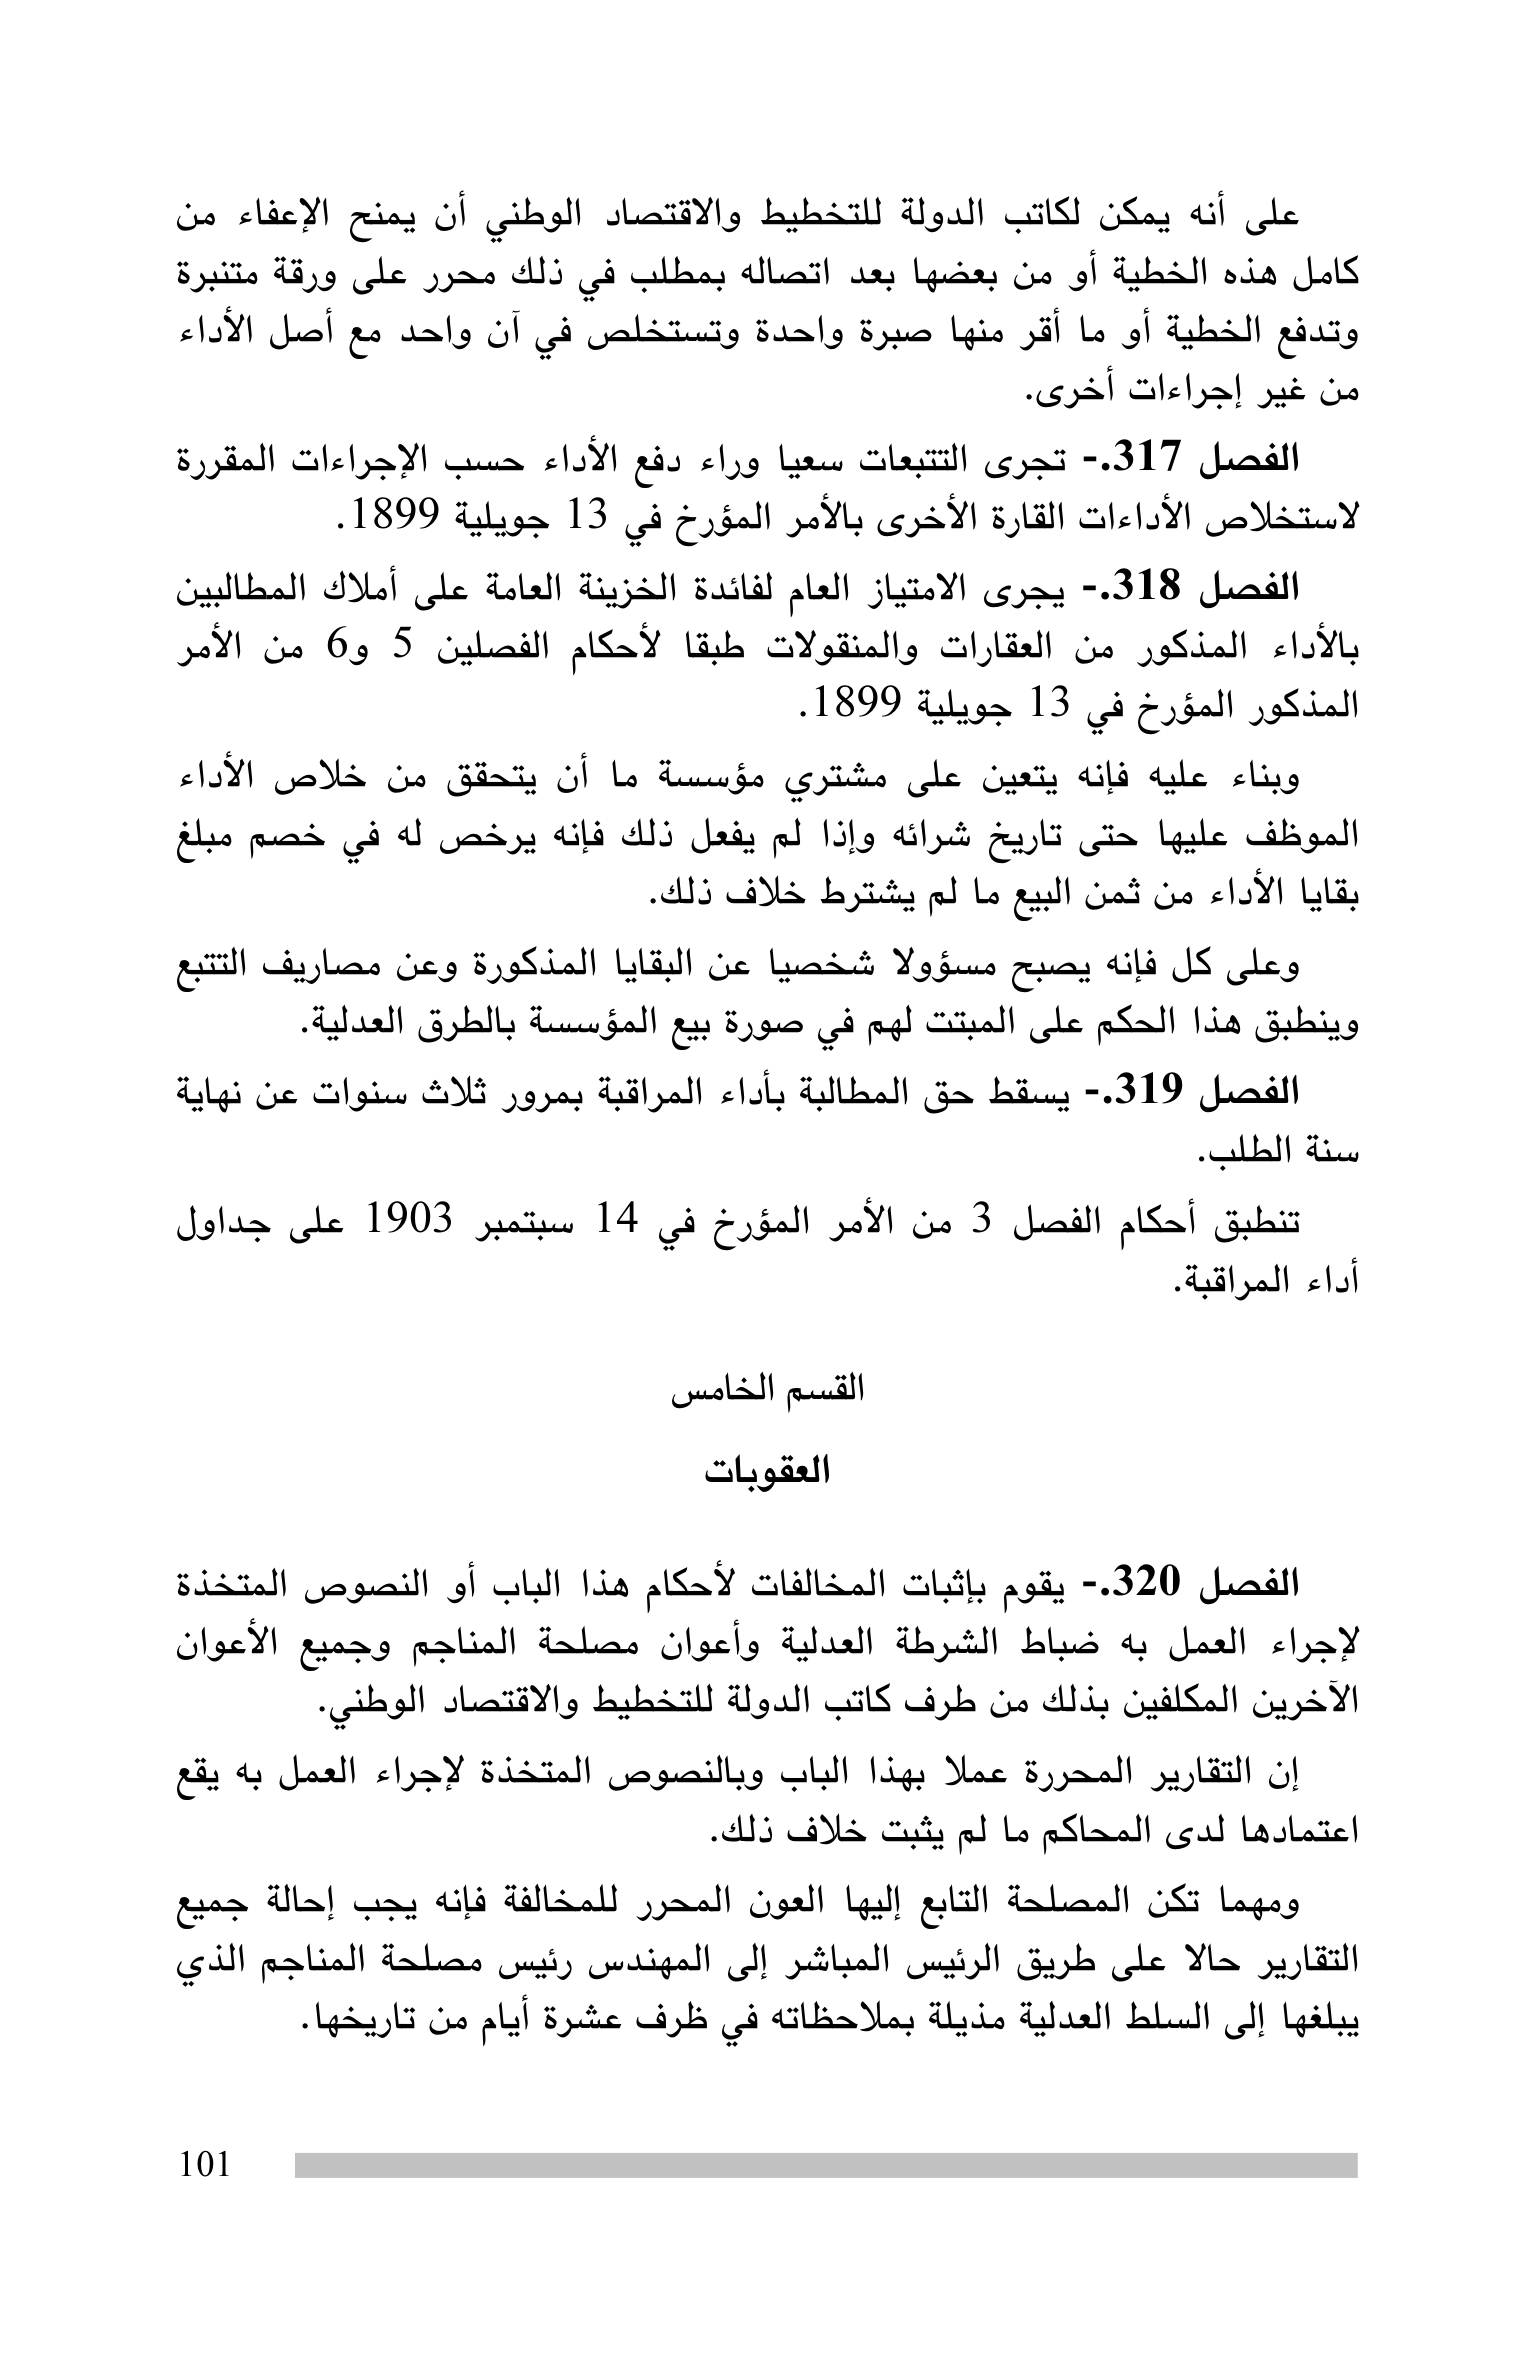 على أنه يمكن لكاتب الدولة للتخطيط والاقتصاد الوطني أن يمنح الإعفاء من
كامل هذه الخطية أو من بعضها بعد اتصاله بمطلب في ذلك محرر على ورقة متنبرة
وتدفع الخطية أو ما أقر منها صبرة واحدة وتستخلص في آن واحد مع أصل الأداء
من غير إجراءات أخرى.
الفصل 317.- تجرى التتبعات سعيا وراء دفع الأداء حسب الإجراءات المقررة
لاستخلاص الأداءات القارة الأخرى بالأمر المؤرخ في 13 جويلية 1899.
الفصل 318.- يجرى الامتياز العام لفائدة الخزينة العامة على أملاك المطالبين
بالأداء المذكور من العقارات والمنقولات طبقا لأحكام الفصلين 5 و6 من الأمر
المذكور المؤرخ في 13 جويلية 1899.
وبناء عليه فإنه يتعين على مشتري مؤسسة ما أن يتحقق من خلاص الأداء
الموظف عليها حتى تاريخ شرائه وإذا لم يفعل ذلك فإنه يرخص له في خصم مبلغ
بقايا الأداء من ثمن البيع ما لم يشترط خلاف ذلك.
وعلى كل فإنه يصبح مسؤولا شخصيا عن البقايا المذكورة وعن مصاريف التتبع
وينطبق هذا الحكم على المبتت لهم في صورة بيع المؤسسة بالطرق العدلية.
الفصل 319.- يسقط حق المطالبة بأداء المراقبة بمرور ثلاث سنوات عن نهاية
سنة الطلب.
تنطبق أحكام الفصل 3 من الأمر المؤرخ في 14 سبتمبر 1903 على جداول
أداء المراقبة.
القسم الخامس
العقوبات
الفصل 320.- يقوم بإثبات المخالفات لأحكام هذا الباب أو النصوص المتخذة
لإجراء العمل به ضباط الشرطة العدلية وأعوان مصلحة المناجم وجميع الأعوان
الآخرين المكلفين بذلك من طرف كاتب الدولة للتخطيط والاقتصاد الوطني.
إن التقارير المحررة عملا بهذا الباب وبالنصوص المتخذة لإجراء العمل به يقع
اعتمادها لدى المحاكم ما لم يثبت خلاف ذلك.
ومهما تكن المصلحة التابع إليها العون المحرر للمخالفة فإنه يجب إحالة جميع
التقارير حالا على طريق الرئيس المباشر إلى المهندس رئيس مصلحة المناجم الذي
يبلغها إلى السلط العدلية مذيلة بملاحظاته في ظرف عشرة أيام من تاريخها.
101